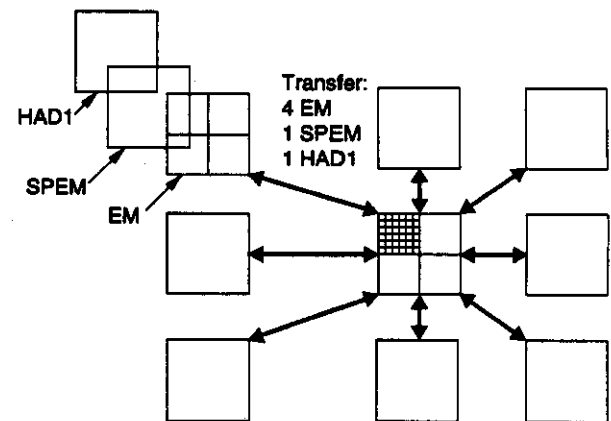 HAD1
SPEM
EM
Transfer:
4 EM
1 SPEM
1 HAD1